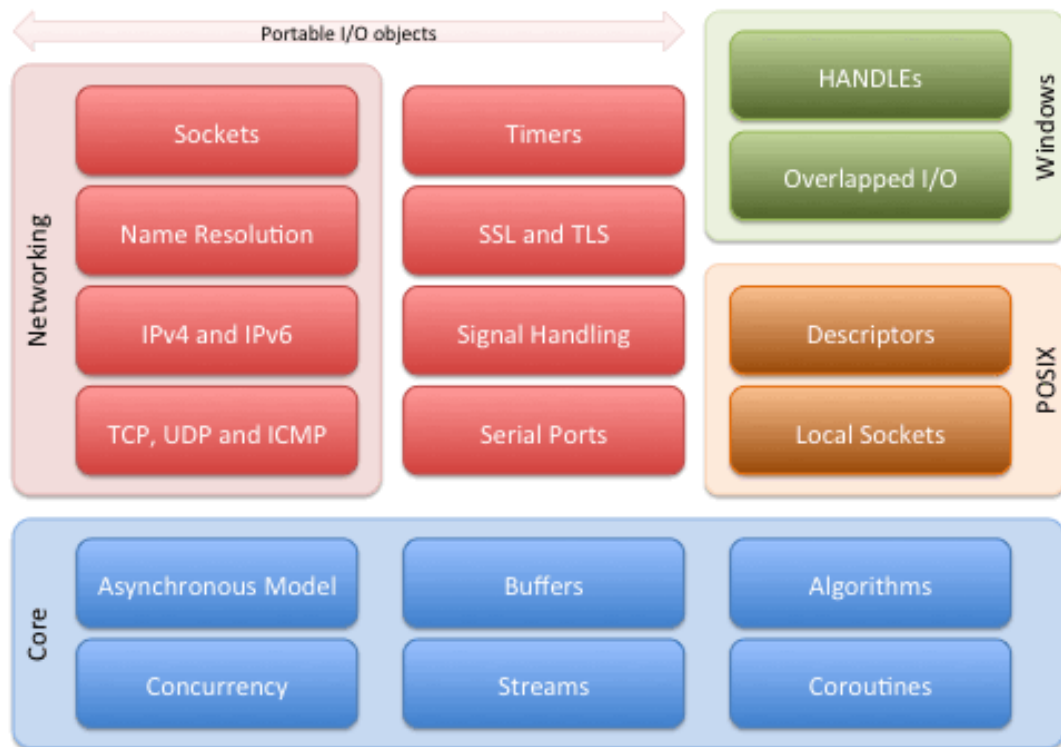 Portable I/O objects
Networking
Sockets
Name Resolution
IPv4 and IPv6
TCP, UDP and ICMP
Timers
SSL and TLS
Signal Handling
Serial Ports
HANDLEs
Overlapped I/O
Windows
Descriptors
Local Sockets
POSIX
Core
Asynchronous Model
Buffers
Algorithms
Concurrency
Streams
Coroutines